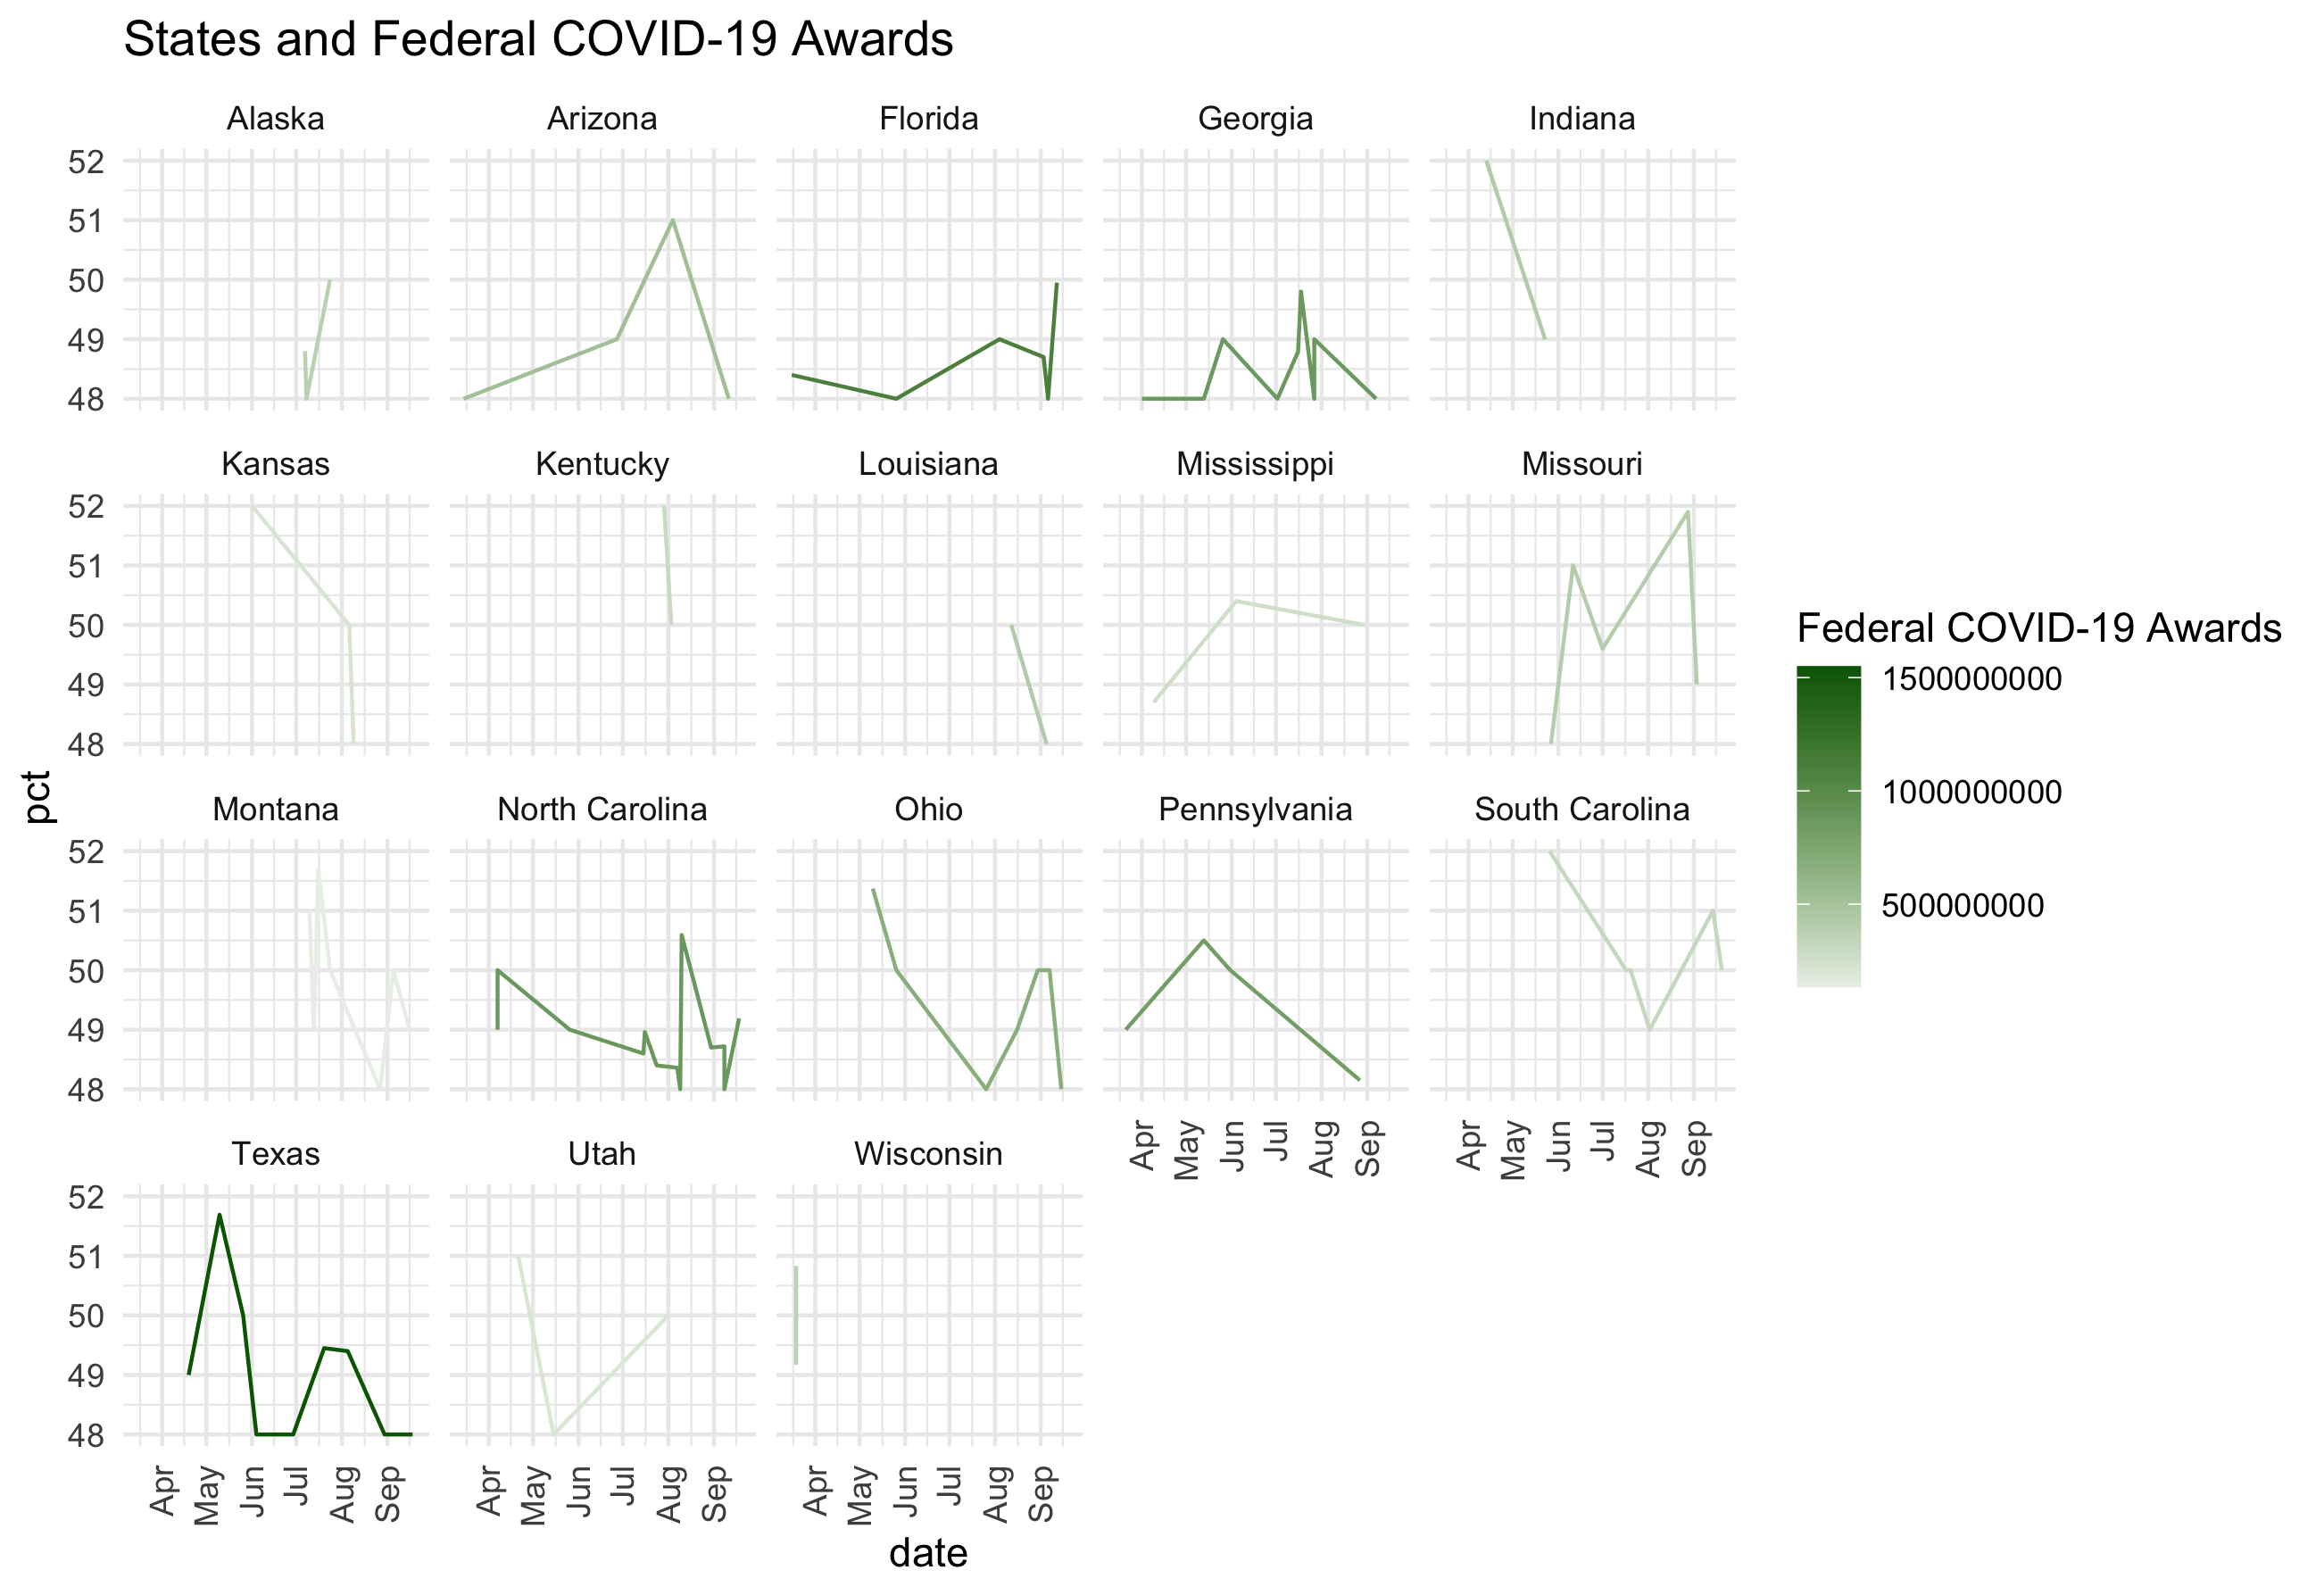 States and Federal COVID-19 Awards
Alaska Arizona Florida Georgia Indiana
52
51
50
49
48
Kansas Kentucky Louisiana Mississippi Missouri
52
51
50
49
48
pct
Montana North Carolina Ohio Pennsylvania South Carolina
52
51
50
49
48
Apr May Jun Jul Aug Sep Apr May Jun Jul Aug Sep
Texas Utah Wisconsin
52
51
50
49
48
Apr May Jun Jul Aug Sep Apr May Jun Jul Aug Sep Apr May Jun Jul Aug Sep
date
Federal COVID-19 Awards
1500000000
1000000000
500000000